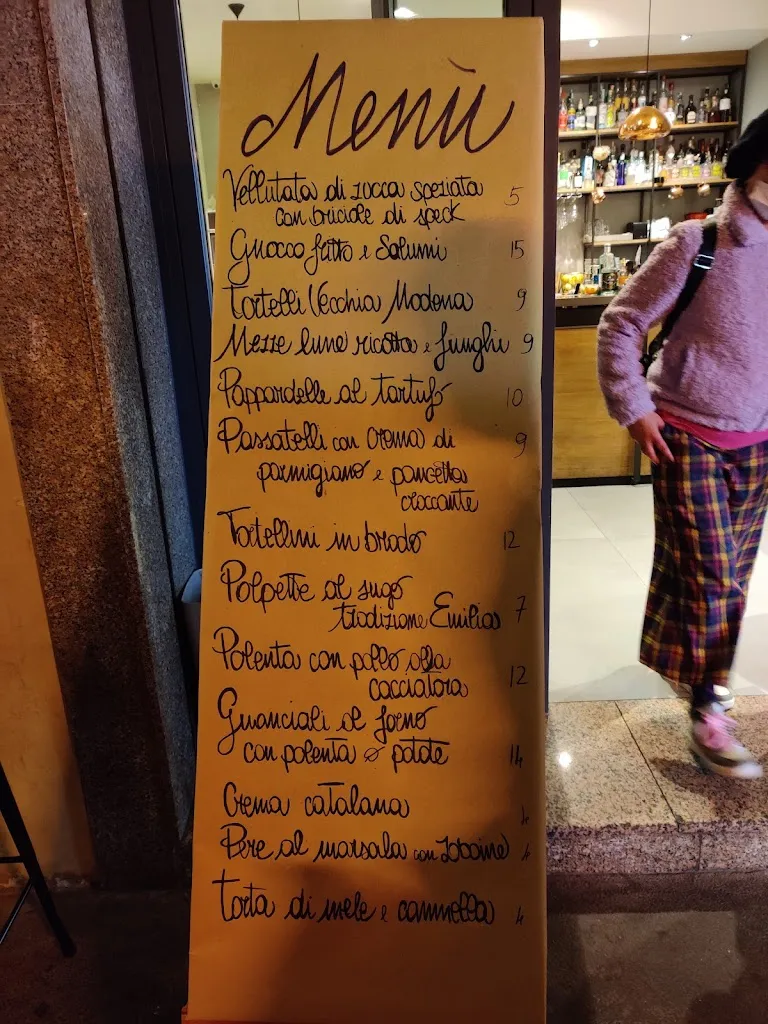 Menù
Vellutata di zucca speziata 5
con briciole di speck
Gnocco fritto e Salumi 15
Tortelli Vecchia Modena 9
Mezze lune ricotta e funghi 9
Pappardelle al tartufo 10
Passatelli con crema di 9
parmigiano e pancetta
croccante
Tortellini in brodo 12
Polpette al sugo
tradizione Emilia 7
Polenta con pollo alla
cacciatora 12
Guanciali al forno
con polenta o patate 14
Crema catalana 4
Pere al marsala con zabaine 4
Torta di mele e cannella 4